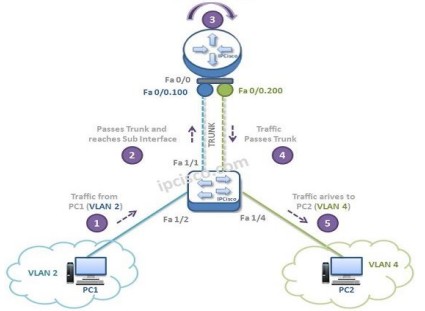 3
IPCisco
Fa 0/0
Fa 0/0.100
Fa 0/0.200
Passes Trunk and
reaches Sub Interface
2
TRUNK
Traffic
Passes Trunk
4
Fa 1/1
ipcisco.com
Traffic from
PC1 (VLAN 2)
1
Fa 1/2
IPCisco
Fa 1/4
Traffic arives to
PC2 (VLAN 4)
5
VLAN 2
PC1
VLAN 4
PC2